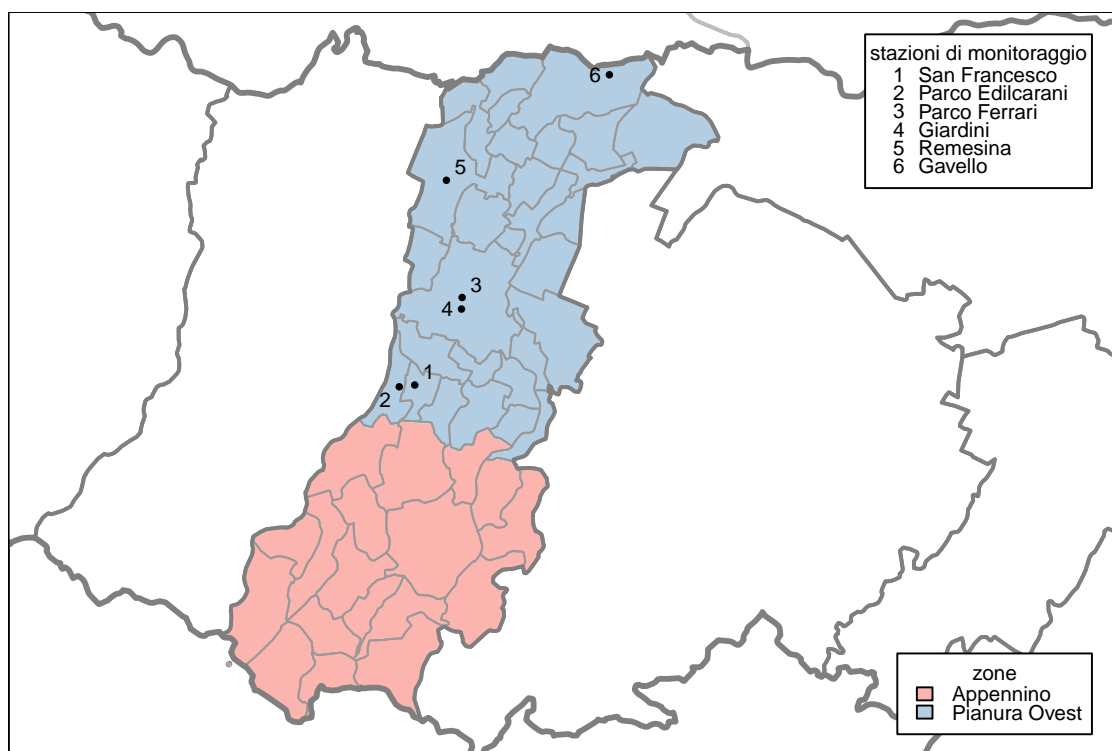 stazioni di monitoraggio
1 San Francesco
2 Parco Edilcarani
3 Parco Ferrari
4 Giardini
5 Remesina
6 Gavello
6
5
3
4
1
2
zone
Appennino
Pianura Ovest